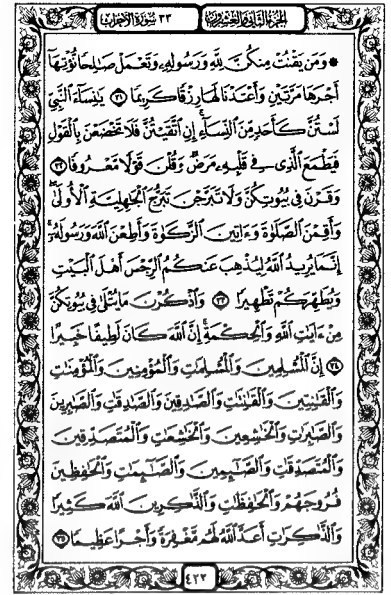 الجزء الثاني والعشرون
٣٣ سورة الأحزاب
۞ وَمَن يَقْنُتْ مِنكُنَّ لِلَّهِ وَرَسُولِهِۦ وَتَعْمَلْ صَٰلِحًا نُّؤْتِهَآ
أَجْرَهَا مَرَّتَيْنِ وَأَعْتَدْنَا لَهَا رِزْقًا كَرِيمًا ٣١ يَٰنِسَآءَ ٱلنَّبِيِّ
لَسْتُنَّ كَأَحَدٍ مِّنَ ٱلنِّسَآءِ إِنِ ٱتَّقَيْتُنَّ فَلَا تَخْضَعْنَ بِٱلْقَوْلِ
فَيَطْمَعَ ٱلَّذِي فِي قَلْبِهِۦ مَرَضٌ وَقُلْنَ قَوْلًا مَّعْرُوفًا ٣٢
وَقَرْنَ فِي بُيُوتِكُنَّ وَلَا تَبَرَّجْنَ تَبَرُّجَ ٱلْجَٰهِلِيَّةِ ٱلْأُولَىٰ
وَأَقِمْنَ ٱلصَّلَوٰةَ وَءَاتِينَ ٱلزَّكَوٰةَ وَأَطِعْنَ ٱللَّهَ وَرَسُولَهُۥٓ
إِنَّمَا يُرِيدُ ٱللَّهُ لِيُذْهِبَ عَنكُمُ ٱلرِّجْسَ أَهْلَ ٱلْبَيْتِ
وَيُطَهِّرَكُمْ تَطْهِيرًا ٣٣ وَٱذْكُرْنَ مَا يُتْلَىٰ فِي بُيُوتِكُنَّ
مِنْ ءَايَٰتِ ٱللَّهِ وَٱلْحِكْمَةِ إِنَّ ٱللَّهَ كَانَ لَطِيفًا خَبِيرًا
٣٤ إِنَّ ٱلْمُسْلِمِينَ وَٱلْمُسْلِمَٰتِ وَٱلْمُؤْمِنِينَ وَٱلْمُؤْمِنَٰتِ
وَٱلْقَٰنِتِينَ وَٱلْقَٰنِتَٰتِ وَٱلصَّٰدِقِينَ وَٱلصَّٰدِقَٰتِ وَٱلصَّٰبِرِينَ
وَٱلصَّٰبِرَٰتِ وَٱلْخَٰشِعِينَ وَٱلْخَٰشِعَٰتِ وَٱلْمُتَصَدِّقِينَ
وَٱلْمُتَصَدِّقَٰتِ وَٱلصَّٰٓئِمِينَ وَٱلصَّٰٓئِمَٰتِ وَٱلْحَٰفِظِينَ
فُرُوجَهُمْ وَٱلْحَٰفِظَٰتِ وَٱلذَّٰكِرِينَ ٱللَّهَ كَثِيرًا
وَٱلذَّٰكِرَٰتِ أَعَدَّ ٱللَّهُ لَهُم مَّغْفِرَةً وَأَجْرًا عَظِيمًا ٣٥
٤٢٢